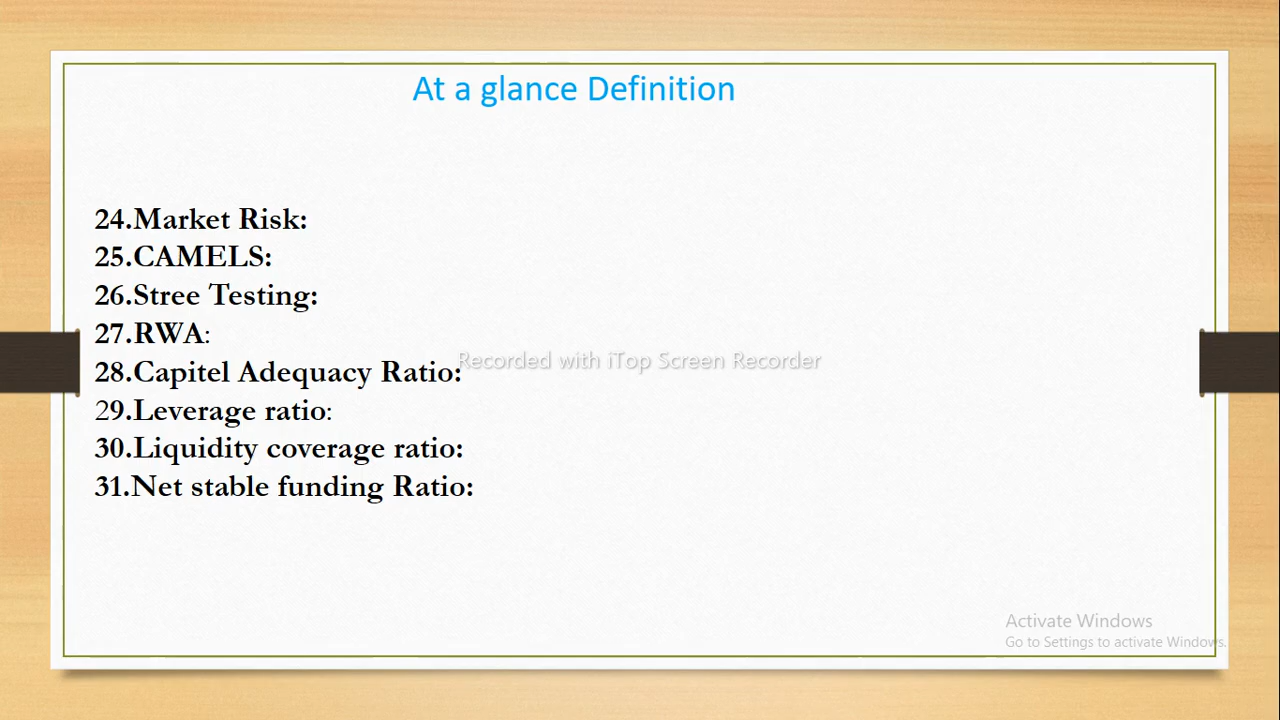 At a glance Definition
24.Market Risk:
25.CAMELS:
26.Stree Testing:
27.RWA:
Recorded with iTop Screen Recorder
28.Capitel Adequacy Ratio:
29.Leverage ratio:
30.Liquidity coverage ratio:
31.Net stable funding Ratio:
Activate Windows
Go to Settings to activate Windows.